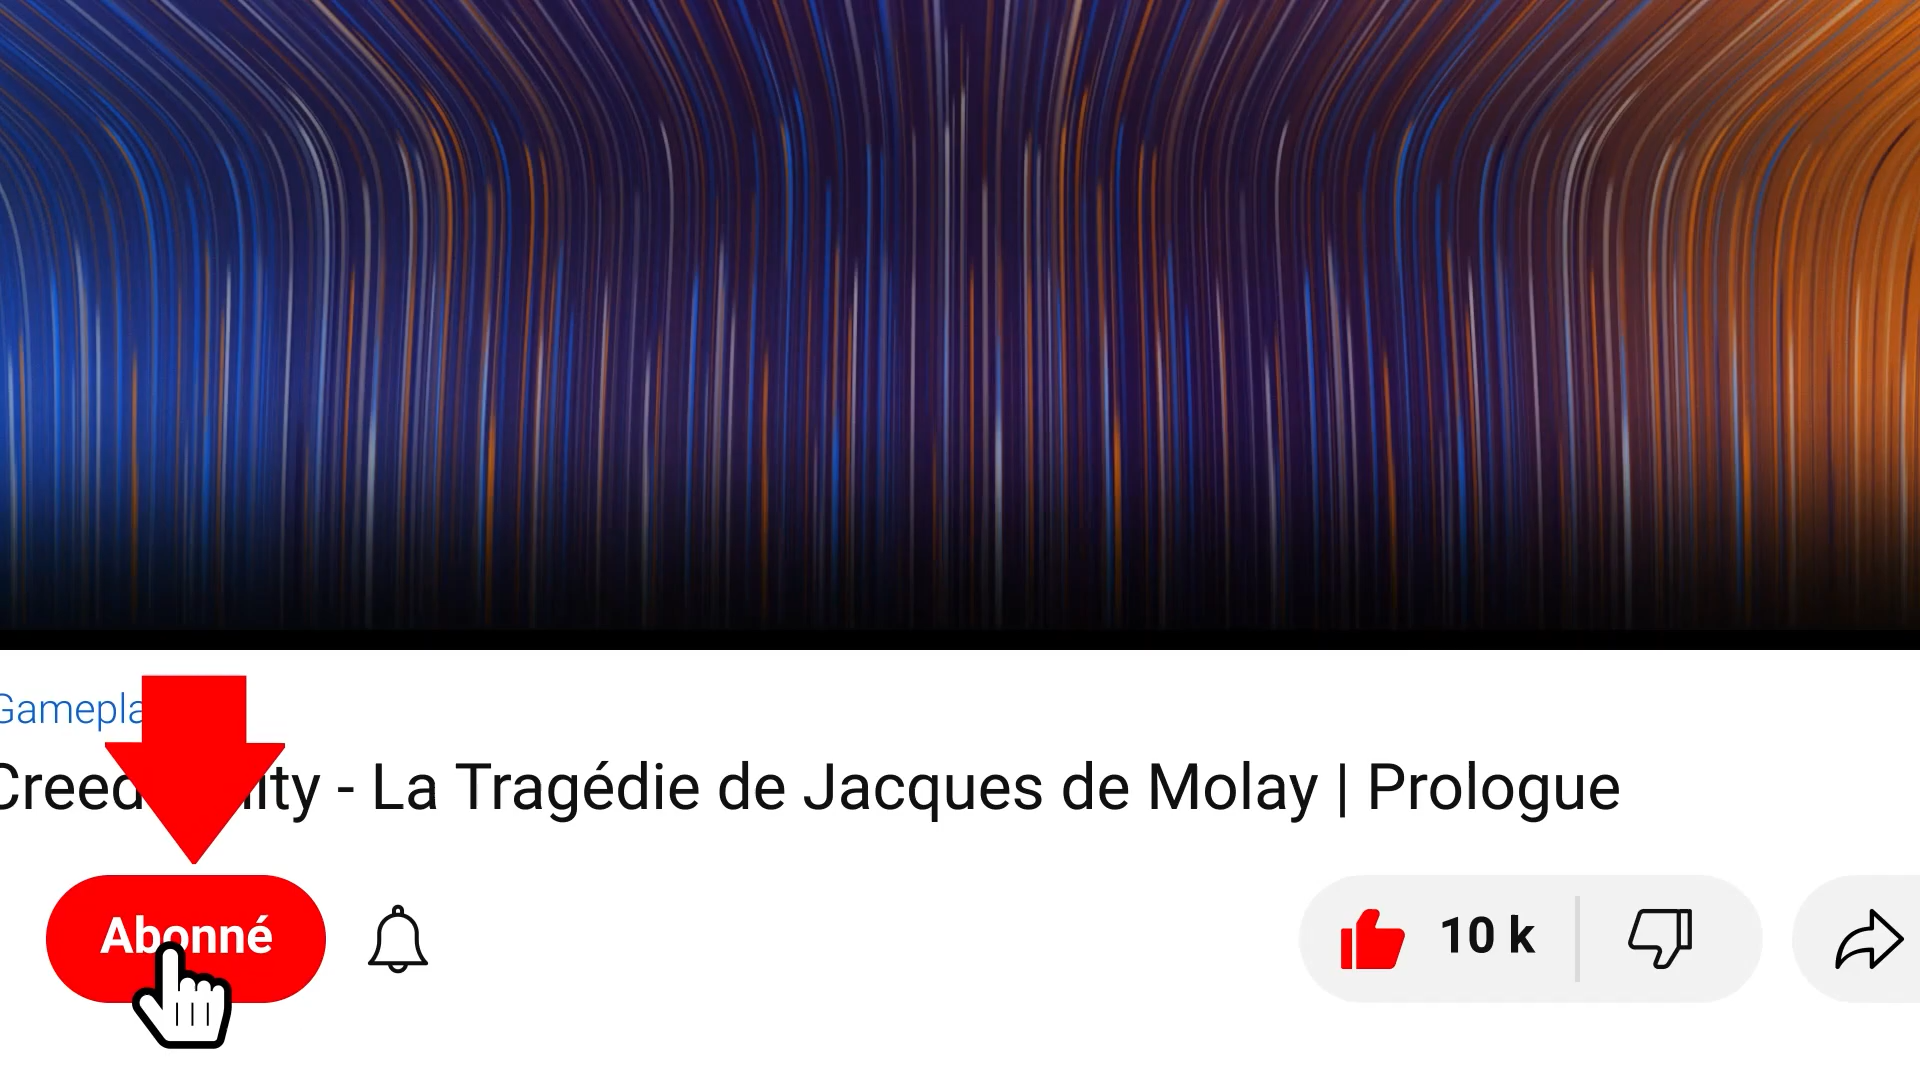 Gamepla
Creed ity - La Tragédie de Jacques de Molay | Prologue
Abonné
10 k